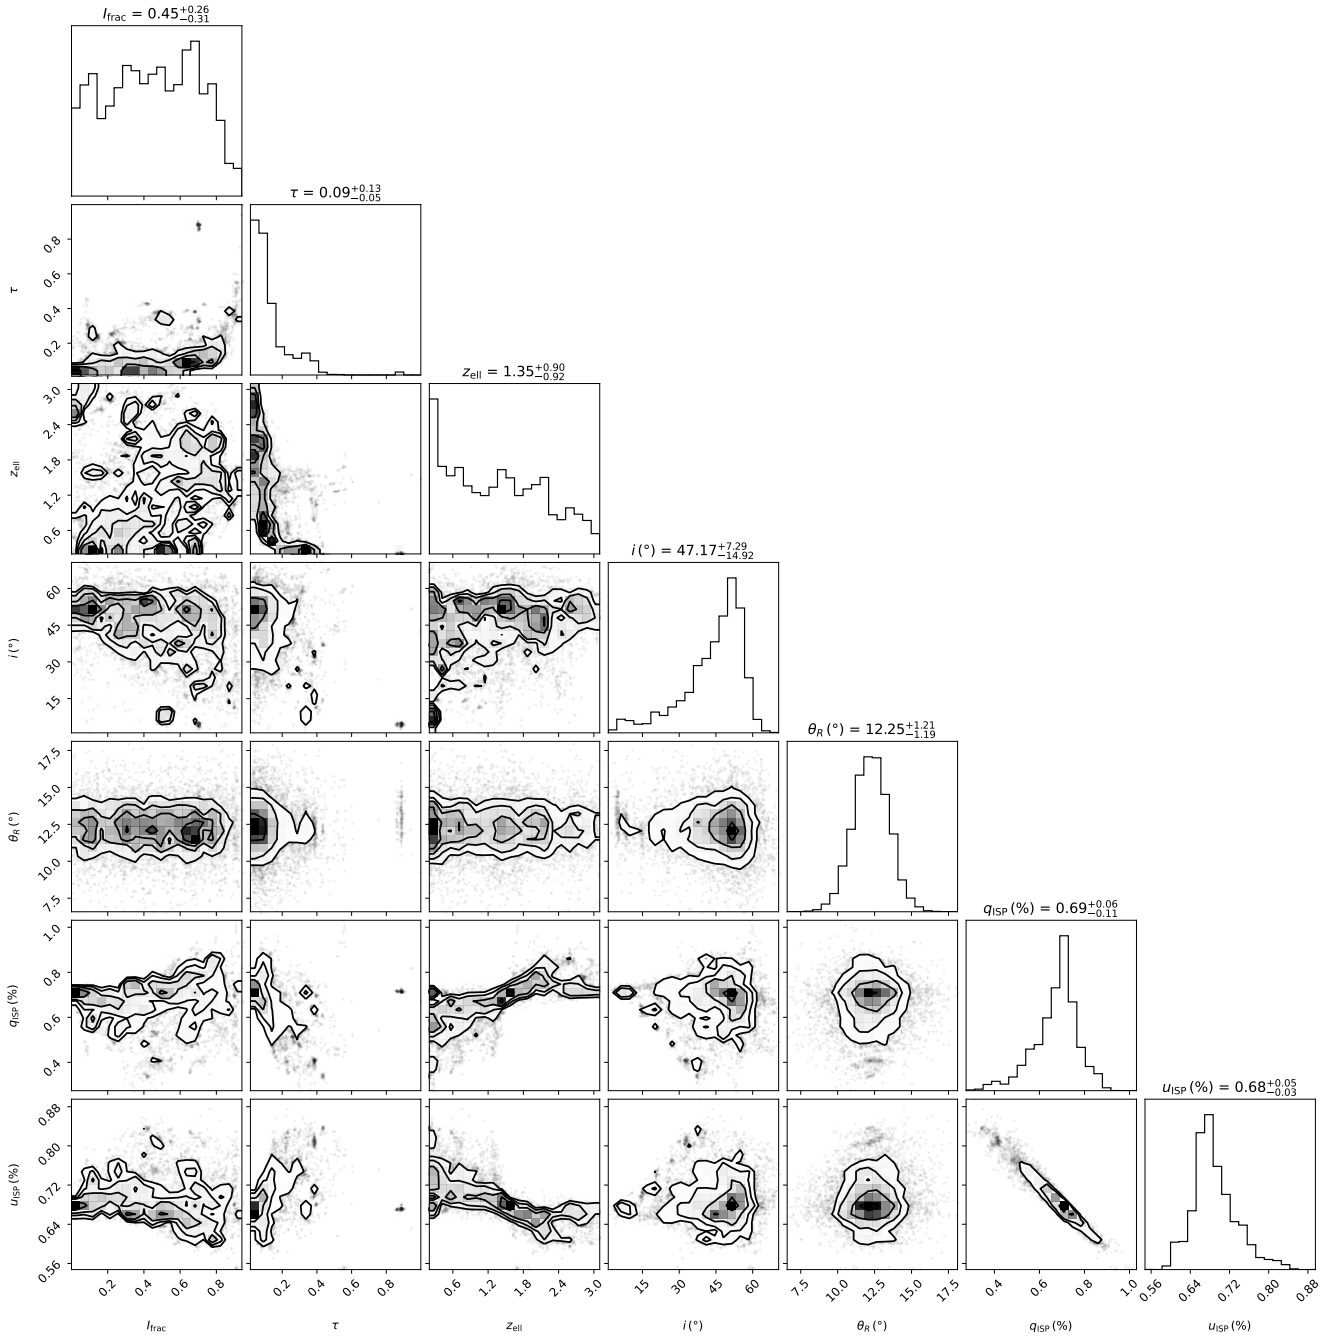 I_frac = 0.45 +0.26 −0.31
τ = 0.09 +0.13 −0.05
0.8
0.6
0.4
0.2
τ
z_ell = 1.35 +0.90 −0.92
3.0
2.4
1.8
1.2
0.6
z_ell
i (°) = 47.17 +7.29 −14.92
60
45
30
15
i (°)
θ_R (°) = 12.25 +1.21 −1.19
17.5
15.0
12.5
10.0
7.5
θ_R (°)
q_ISP (%) = 0.69 +0.06 −0.11
1.0
0.8
0.6
0.4
q_ISP (%)
u_ISP (%) = 0.68 +0.05 −0.03
0.88
0.80
0.72
0.64
0.56
u_ISP (%)
0.2 0.4 0.6 0.8 0.2 0.4 0.6 0.8 0.6 1.2 1.8 2.4 3.0 15 30 45 60 7.5 10.0 12.5 15.0 17.5 0.4 0.6 0.8 1.0 0.56 0.64 0.72 0.80 0.88
I_frac τ z_ell i (°) θ_R (°) q_ISP (%) u_ISP (%)